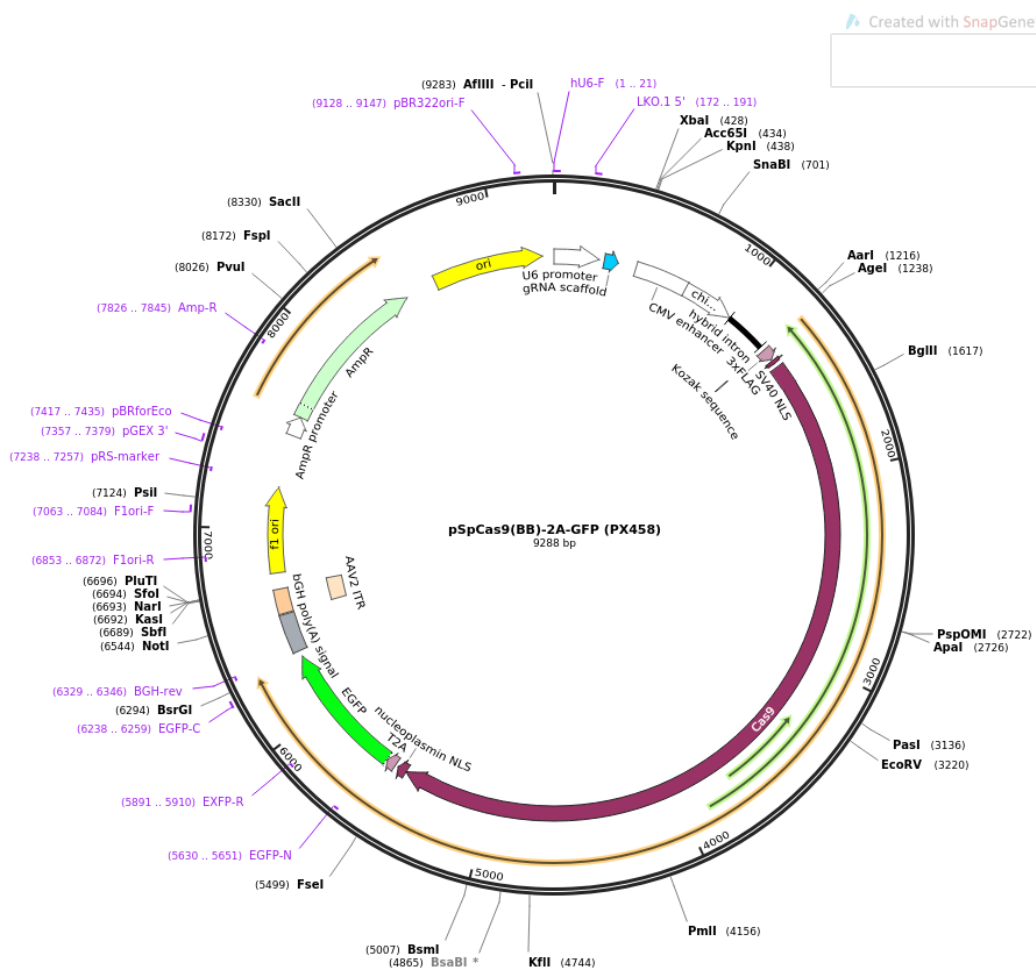 Created with SnapGene
(9283) AflIII - PciI
hU6-F (1 .. 21)
(9128 .. 9147) pBR322ori-F
LKO.1 5' (172 .. 191)
XbaI (428)
Acc65I (434)
KpnI (438)
SnaBI (701)
(8330) SacII
(8172) FspI
(8026) PvuI
(7826 .. 7845) Amp-R
AarI (1216)
AgeI (1238)
BglII (1617)
9000
1000
8000
2000
7000
3000
6000
4000
5000
ori
U6 promoter
gRNA scaffold
chi...
CMV enhancer
hybrid intron
3xFLAG
SV40 NLS
Kozak sequence
AmpR
AmpR promoter
(7417 .. 7435) pBRforEco
(7357 .. 7379) pGEX 3'
(7238 .. 7257) pRS-marker
(7124) PsiI
(7063 .. 7084) F1ori-F
f1 ori
pSpCas9(BB)-2A-GFP (PX458)
9288 bp
(6853 .. 6872) F1ori-R
(6696) PluTI
(6694) SfoI
(6693) NarI
(6692) KasI
(6689) SbfI
(6544) NotI
AAV2 ITR
bGH poly(A) signal
EGFP
T2A
nucleoplasmin NLS
Cas9
PspOMI (2722)
ApaI (2726)
(6329 .. 6346) BGH-rev
(6294) BsrGI
(6238 .. 6259) EGFP-C
PasI (3136)
EcoRV (3220)
(5891 .. 5910) EXFP-R
(5630 .. 5651) EGFP-N
(5499) FseI
PmlI (4156)
(5007) BsmI
(4865) BsaBI *
KflI (4744)